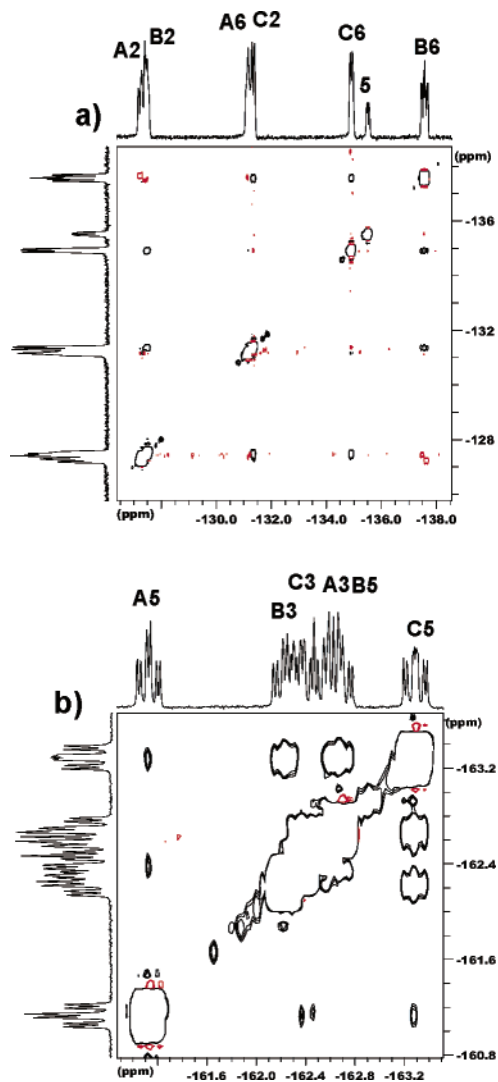 A2 B2 A6 C2 C6 5 B6
a)
(ppm)
-136
-132
-128
(ppm) -130.0 -132.0 -134.0 -136.0 -138.0
A5 B3 C3 A3B5 C5
b)
(ppm)
-163.2
-162.4
-161.6
-160.8
(ppm) -161.6 -162.0 -162.4 -162.8 -163.2